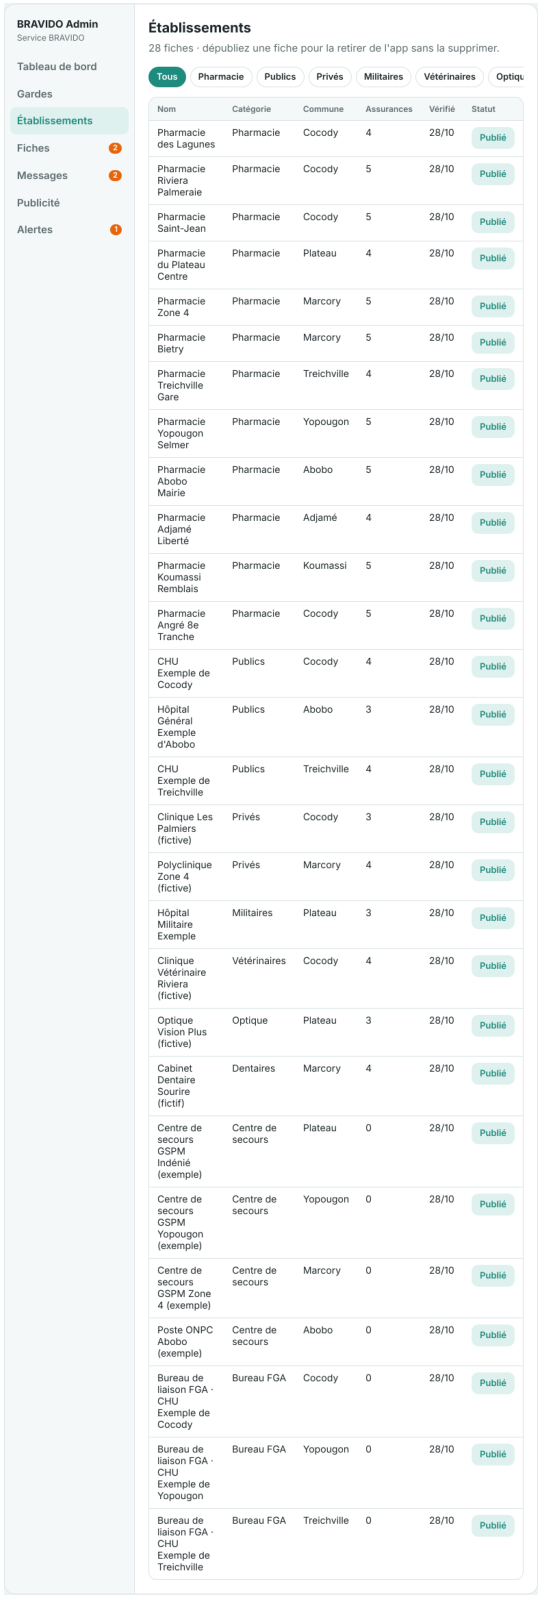 BRAVIDO Admin
Service BRAVIDO
Tableau de bord
Gardes
Établissements
Fiches 2
Messages 2
Publicité
Alertes 1
Établissements
28 fiches · dépubliez une fiche pour la retirer de l'app sans la supprimer.
Tous Pharmacie Publics Privés Militaires Vétérinaires Optiqu
Nom Catégorie Commune Assurances Vérifié Statut
Pharmacie Pharmacie Cocody 4 28/10 Publié
des Lagunes
Pharmacie Pharmacie Cocody 5 28/10 Publié
Riviera
Palmeraie
Pharmacie Pharmacie Cocody 5 28/10 Publié
Saint-Jean
Pharmacie Pharmacie Plateau 4 28/10 Publié
du Plateau
Centre
Pharmacie Pharmacie Marcory 5 28/10 Publié
Zone 4
Pharmacie Pharmacie Marcory 5 28/10 Publié
Bietry
Pharmacie Pharmacie Treichville 4 28/10 Publié
Treichville
Gare
Pharmacie Pharmacie Yopougon 5 28/10 Publié
Yopougon
Selmer
Pharmacie Pharmacie Abobo 5 28/10 Publié
Abobo
Mairie
Pharmacie Pharmacie Adjamé 4 28/10 Publié
Adjamé
Liberté
Pharmacie Pharmacie Koumassi 5 28/10 Publié
Koumassi
Remblais
Pharmacie Pharmacie Cocody 5 28/10 Publié
Angré 8e
Tranche
CHU Publics Cocody 4 28/10 Publié
Exemple de
Cocody
Hôpital Publics Abobo 3 28/10 Publié
Général
Exemple
d'Abobo
CHU Publics Treichville 4 28/10 Publié
Exemple de
Treichville
Clinique Les Privés Cocody 3 28/10 Publié
Palmiers
(fictive)
Polyclinique Privés Marcory 4 28/10 Publié
Zone 4
(fictive)
Hôpital Militaires Plateau 3 28/10 Publié
Militaire
Exemple
Clinique Vétérinaires Cocody 4 28/10 Publié
Vétérinaire
Riviera
(fictive)
Optique Optique Plateau 3 28/10 Publié
Vision Plus
(fictive)
Cabinet Dentaires Marcory 4 28/10 Publié
Dentaire
Sourire
(fictif)
Centre de Centre de Plateau 0 28/10 Publié
secours secours
GSPM
Indénié
(exemple)
Centre de Centre de Yopougon 0 28/10 Publié
secours secours
GSPM
Yopougon
(exemple)
Centre de Centre de Marcory 0 28/10 Publié
secours secours
GSPM Zone
4 (exemple)
Poste ONPC Centre de Abobo 0 28/10 Publié
Abobo secours
(exemple)
Bureau de Bureau FGA Cocody 0 28/10 Publié
liaison FGA ·
CHU
Exemple de
Cocody
Bureau de Bureau FGA Yopougon 0 28/10 Publié
liaison FGA ·
CHU
Exemple de
Yopougon
Bureau de Bureau FGA Treichville 0 28/10 Publié
liaison FGA ·
CHU
Exemple de
Treichville